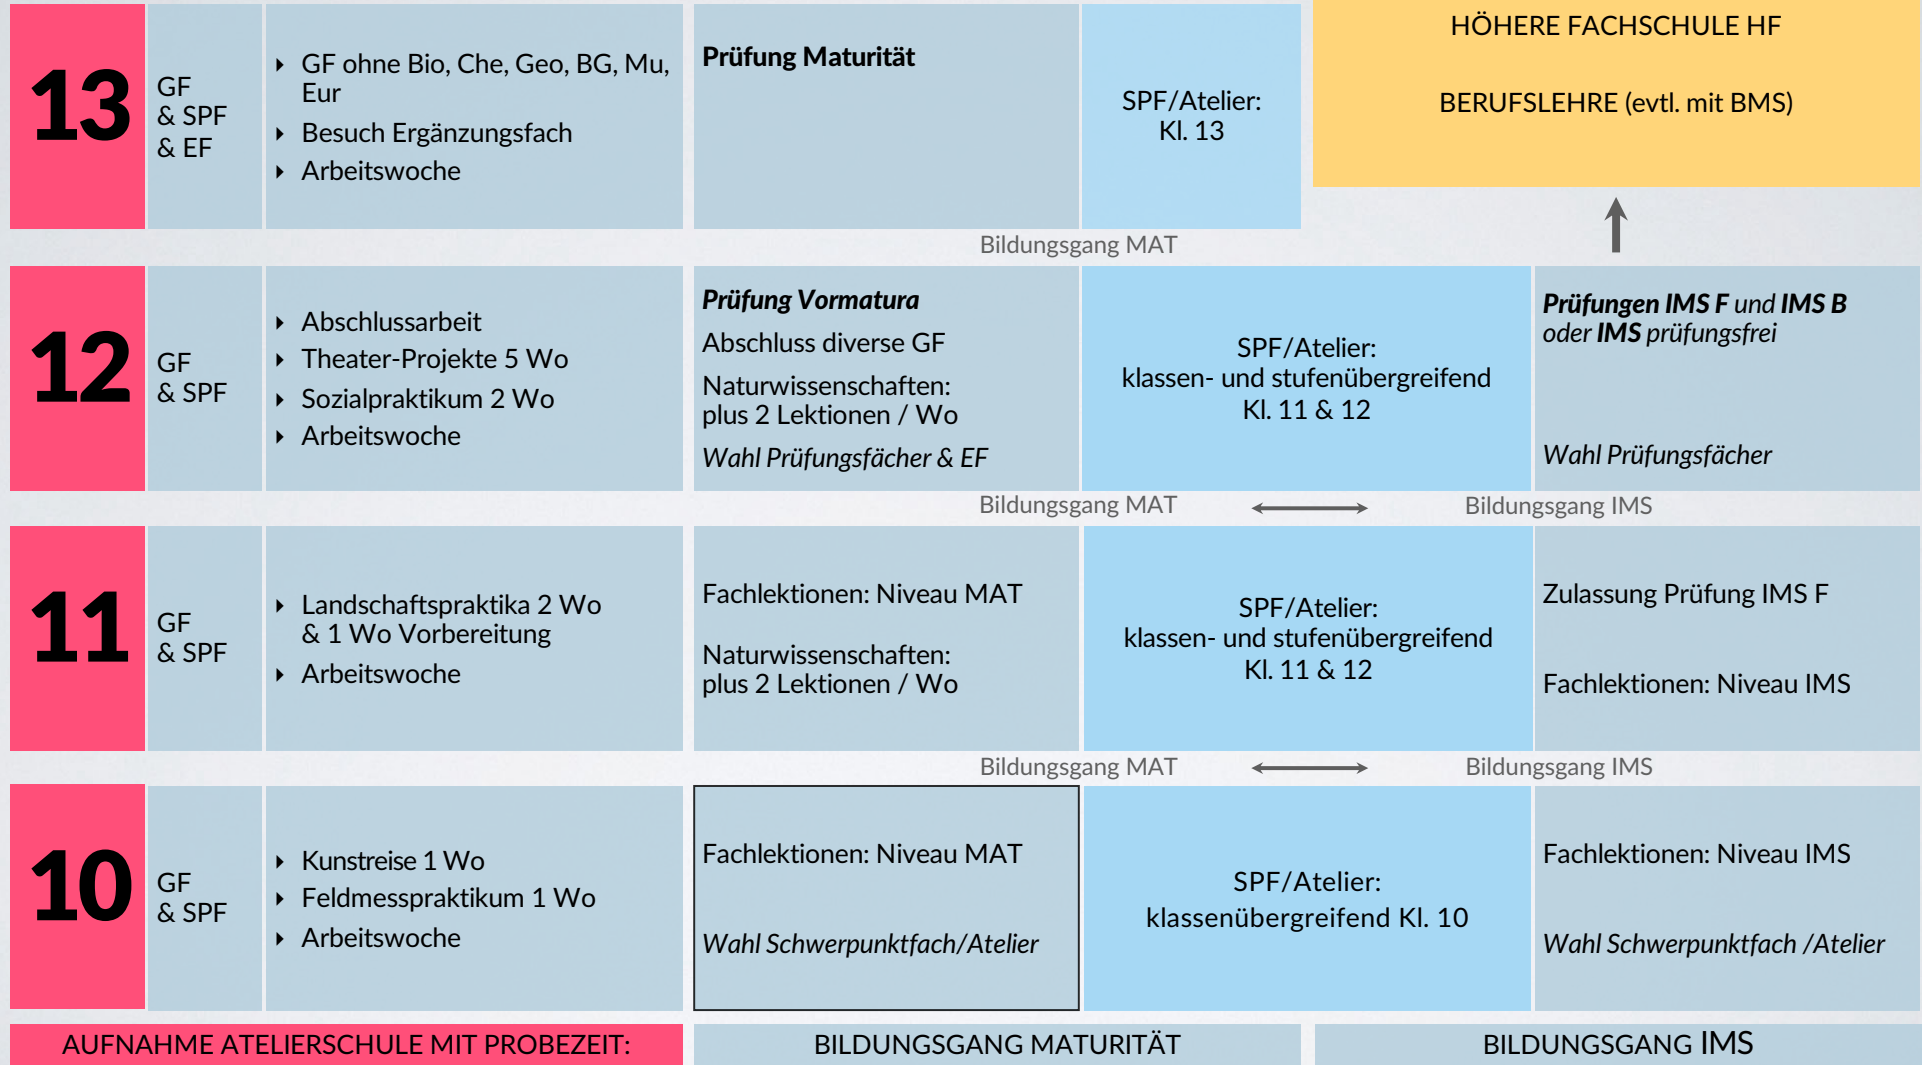 13
GF
& SPF
& EF
‣ GF ohne Bio, Che, Geo, BG, Mu,
Eur
‣ Besuch Ergänzungsfach
‣ Arbeitswoche
Prüfung Maturität
SPF/Atelier:
Kl. 13
HÖHERE FACHSCHULE HF
BERUFSLEHRE (evtl. mit BMS)
Bildungsgang MAT
12
GF
& SPF
‣ Abschlussarbeit
‣ Theater-Projekte 5 Wo
‣ Sozialpraktikum 2 Wo
‣ Arbeitswoche
Prüfung Vormatura
Abschluss diverse GF
Naturwissenschaften:
plus 2 Lektionen / Wo
Wahl Prüfungsfächer & EF
SPF/Atelier:
klassen- und stufenübergreifend
Kl. 11 & 12
Prüfungen IMS F und IMS B
oder IMS prüfungsfrei
Wahl Prüfungsfächer
Bildungsgang MAT
Bildungsgang IMS
11
GF
& SPF
‣ Landschaftspraktika 2 Wo
& 1 Wo Vorbereitung
‣ Arbeitswoche
Fachlektionen: Niveau MAT
Naturwissenschaften:
plus 2 Lektionen / Wo
SPF/Atelier:
klassen- und stufenübergreifend
Kl. 11 & 12
Zulassung Prüfung IMS F
Fachlektionen: Niveau IMS
Bildungsgang MAT
Bildungsgang IMS
10
GF
& SPF
‣ Kunstreise 1 Wo
‣ Feldmesspraktikum 1 Wo
‣ Arbeitswoche
Fachlektionen: Niveau MAT
Wahl Schwerpunktfach/Atelier
SPF/Atelier:
klassenübergreifend Kl. 10
Fachlektionen: Niveau IMS
Wahl Schwerpunktfach /Atelier
AUFNAHME ATELIERSCHULE MIT PROBEZEIT:
BILDUNGSGANG MATURITÄT
BILDUNGSGANG IMS